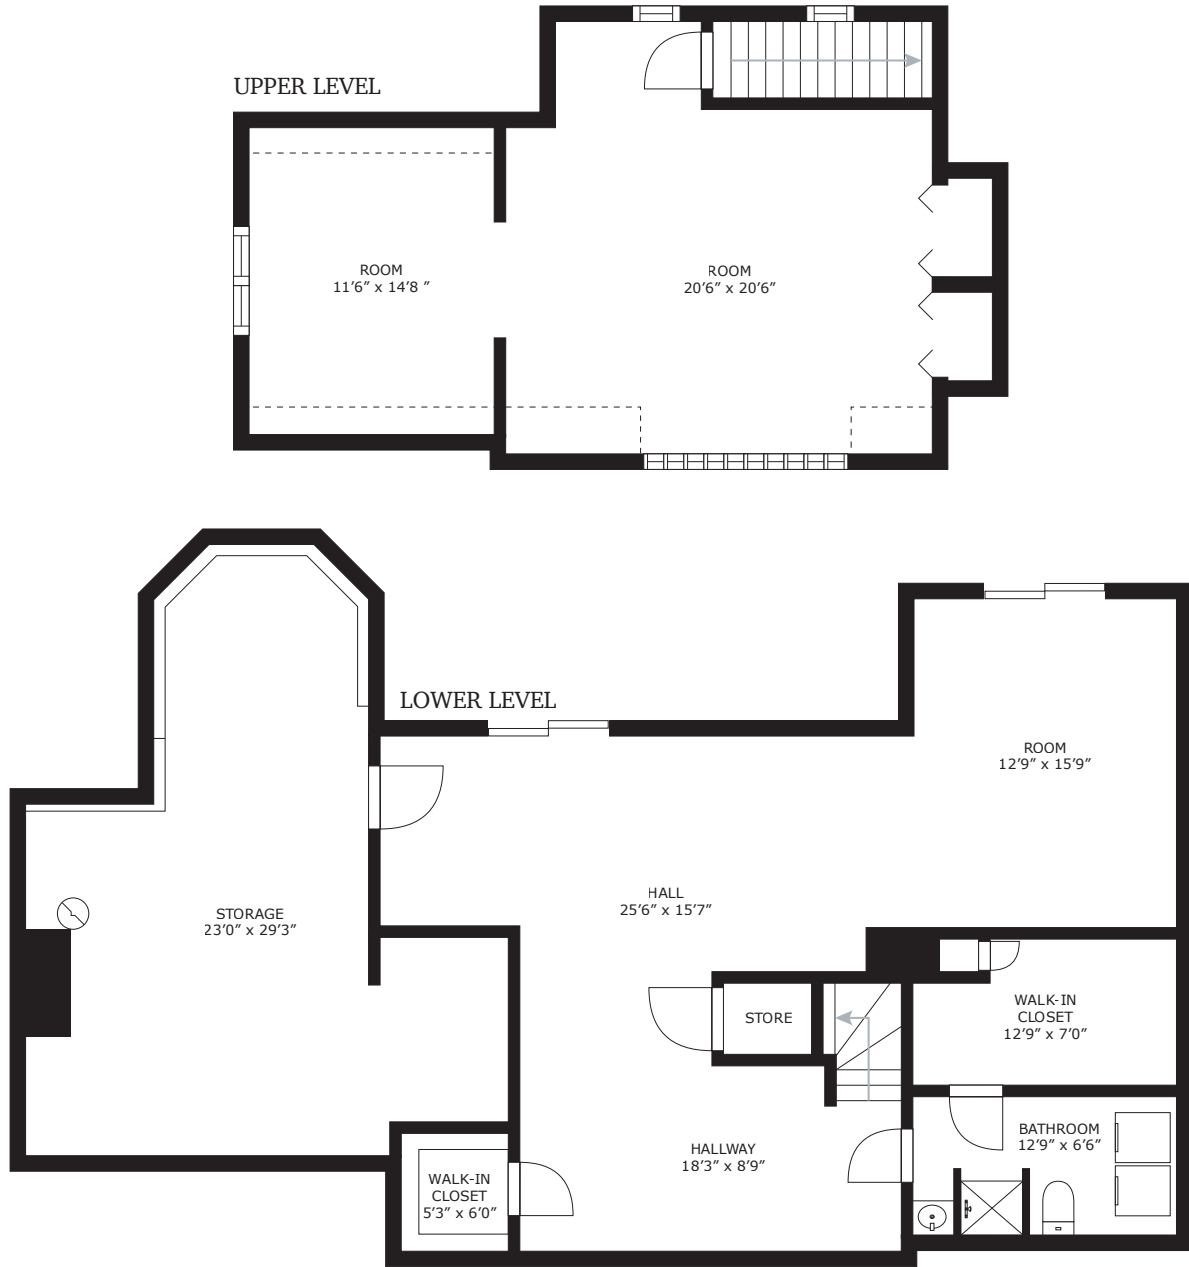 UPPER LEVEL
ROOM
11’6” x 14’8 ”
ROOM
20’6” x 20’6”
LOWER LEVEL
ROOM
12’9” x 15’9”
HALL
25’6” x 15’7”
STORAGE
23’0” x 29’3”
STORE
WALK-IN
CLOSET
12’9” x 7’0”
HALLWAY
18’3” x 8’9”
BATHROOM
12’9” x 6’6”
WALK-IN
CLOSET
5’3” x 6’0”